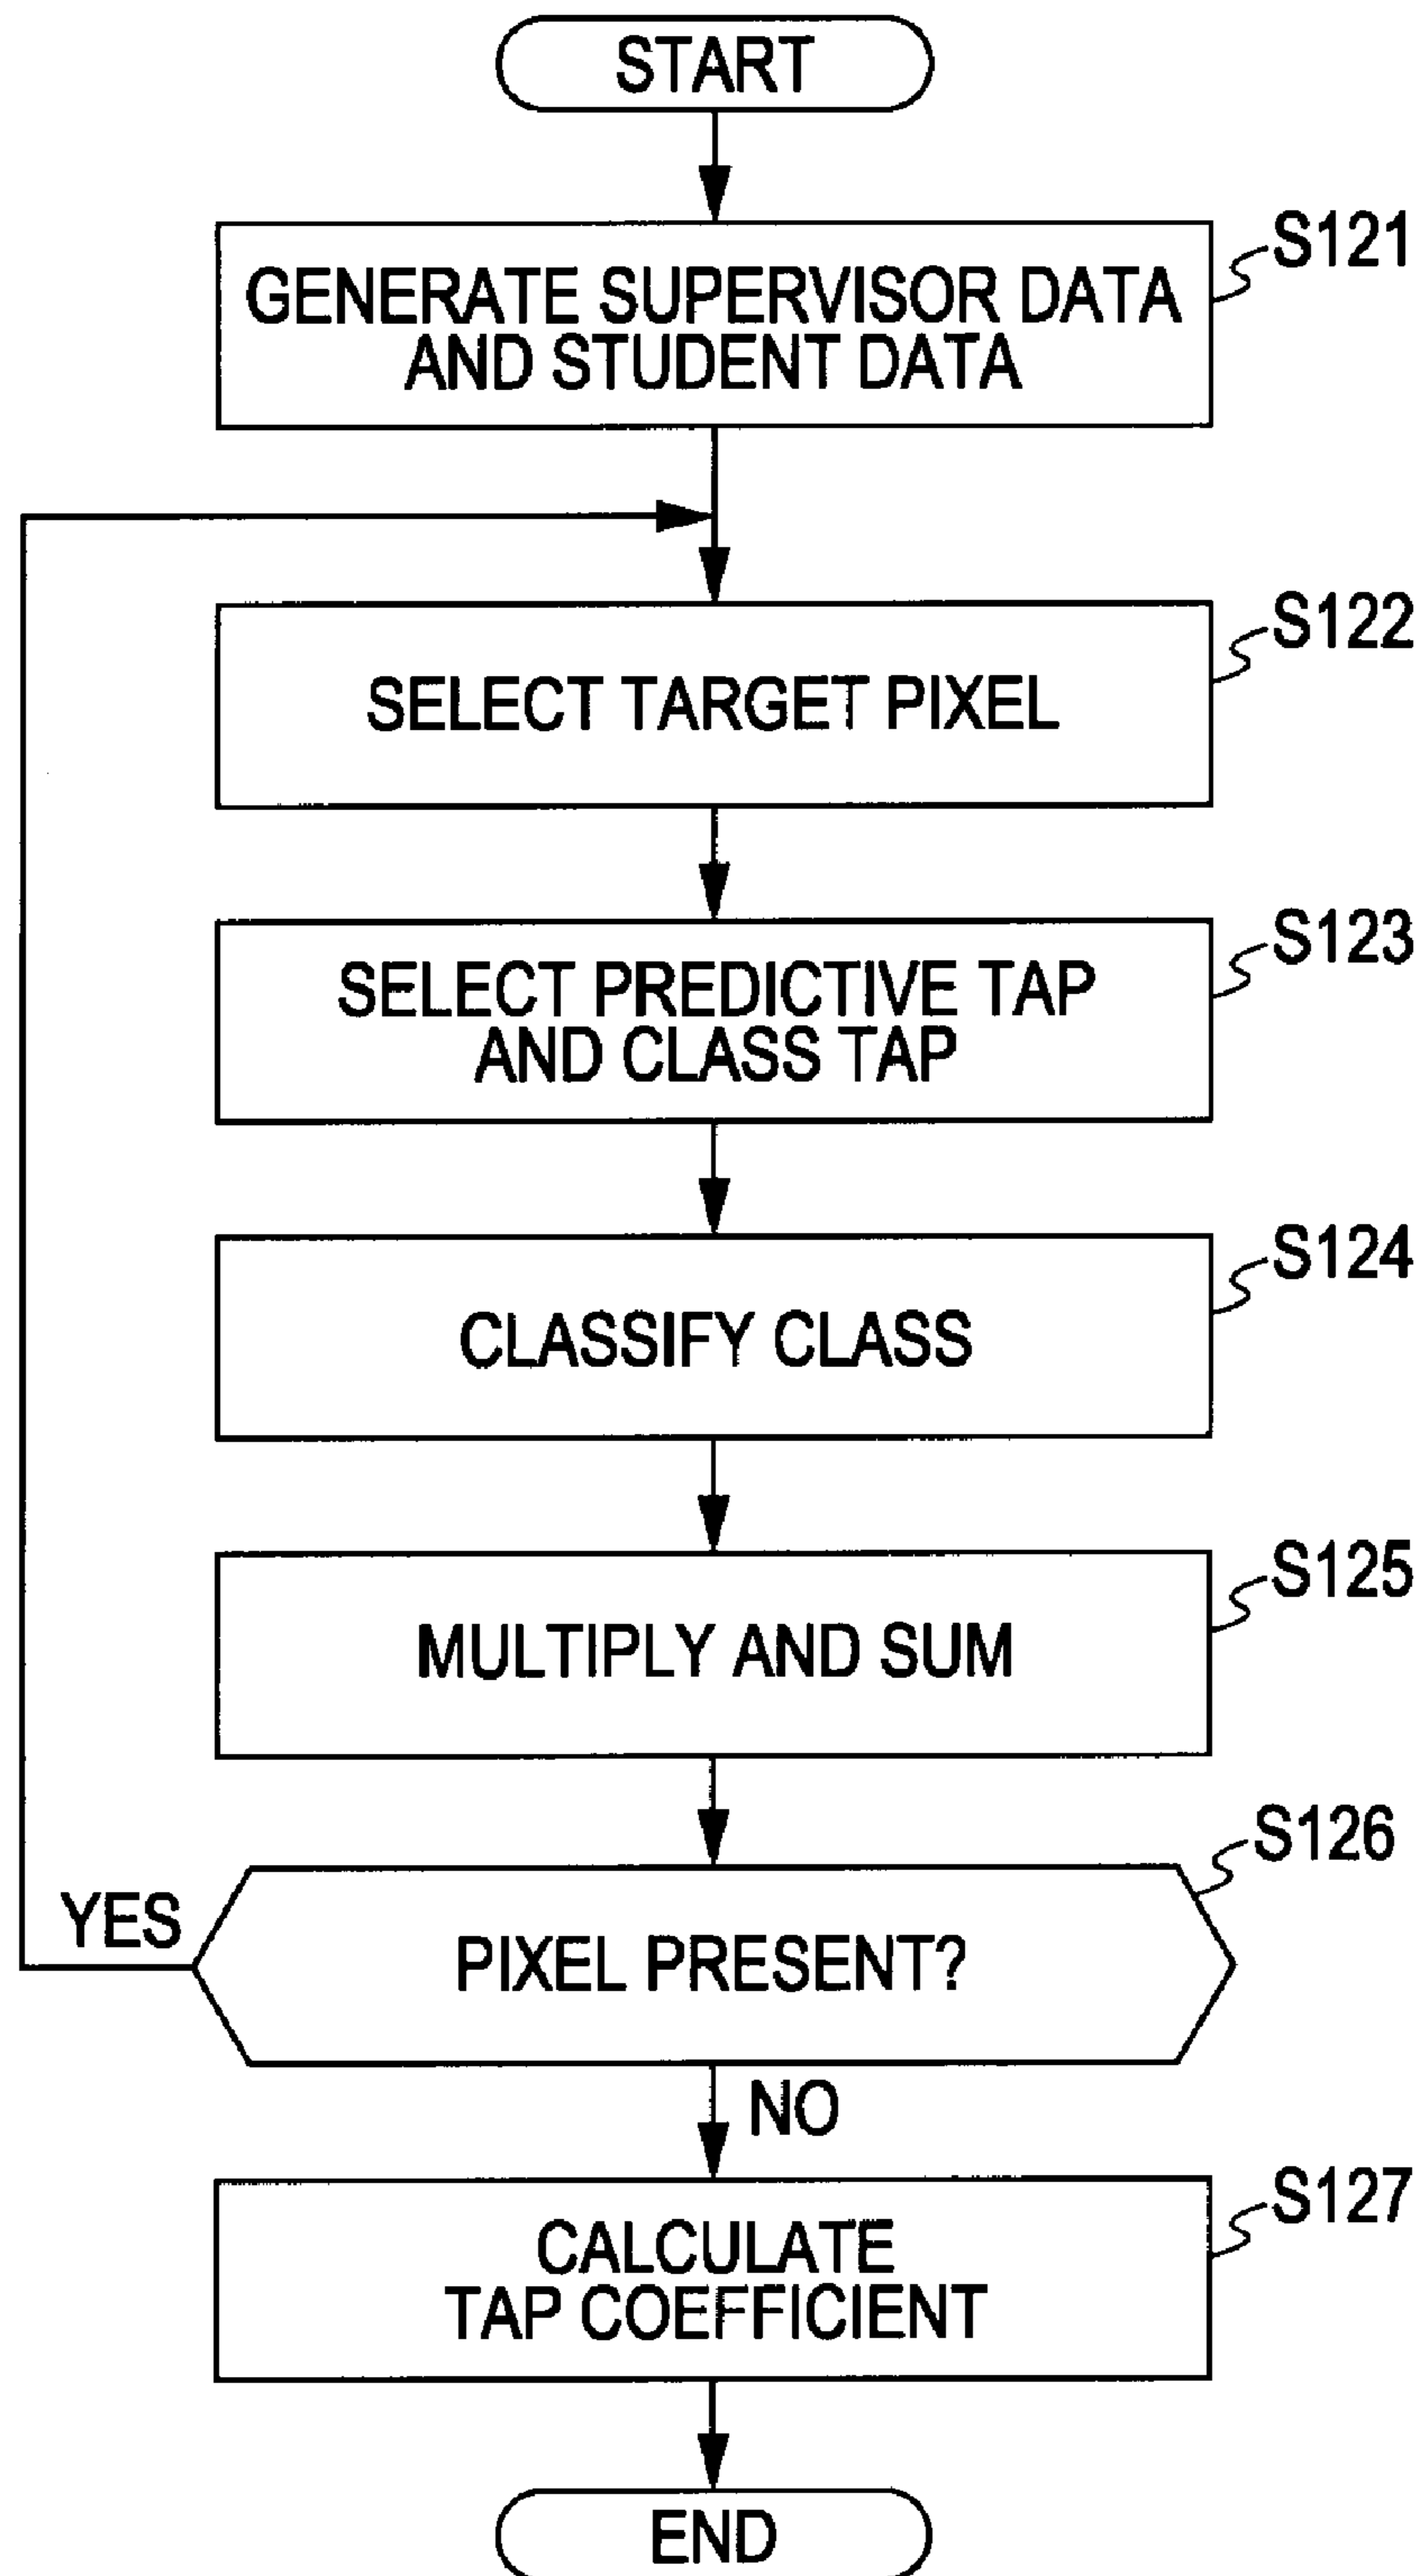 START
GENERATE SUPERVISOR DATA
AND STUDENT DATA
S121
SELECT TARGET PIXEL
S122
SELECT PREDICTIVE TAP
AND CLASS TAP
S123
CLASSIFY CLASS
S124
MULTIPLY AND SUM
S125
PIXEL PRESENT?
S126
YES
NO
CALCULATE
TAP COEFFICIENT
S127
END